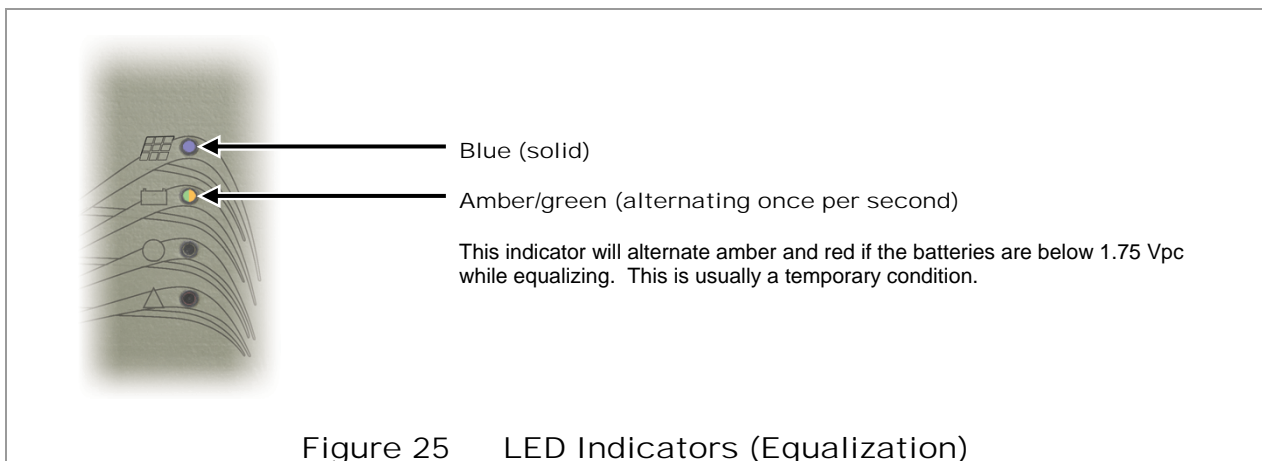 Blue (solid)
Amber/green (alternating once per second)
This indicator will alternate amber and red if the batteries are below 1.75 Vpc
while equalizing.  This is usually a temporary condition.
Figure 25 LED Indicators (Equalization)